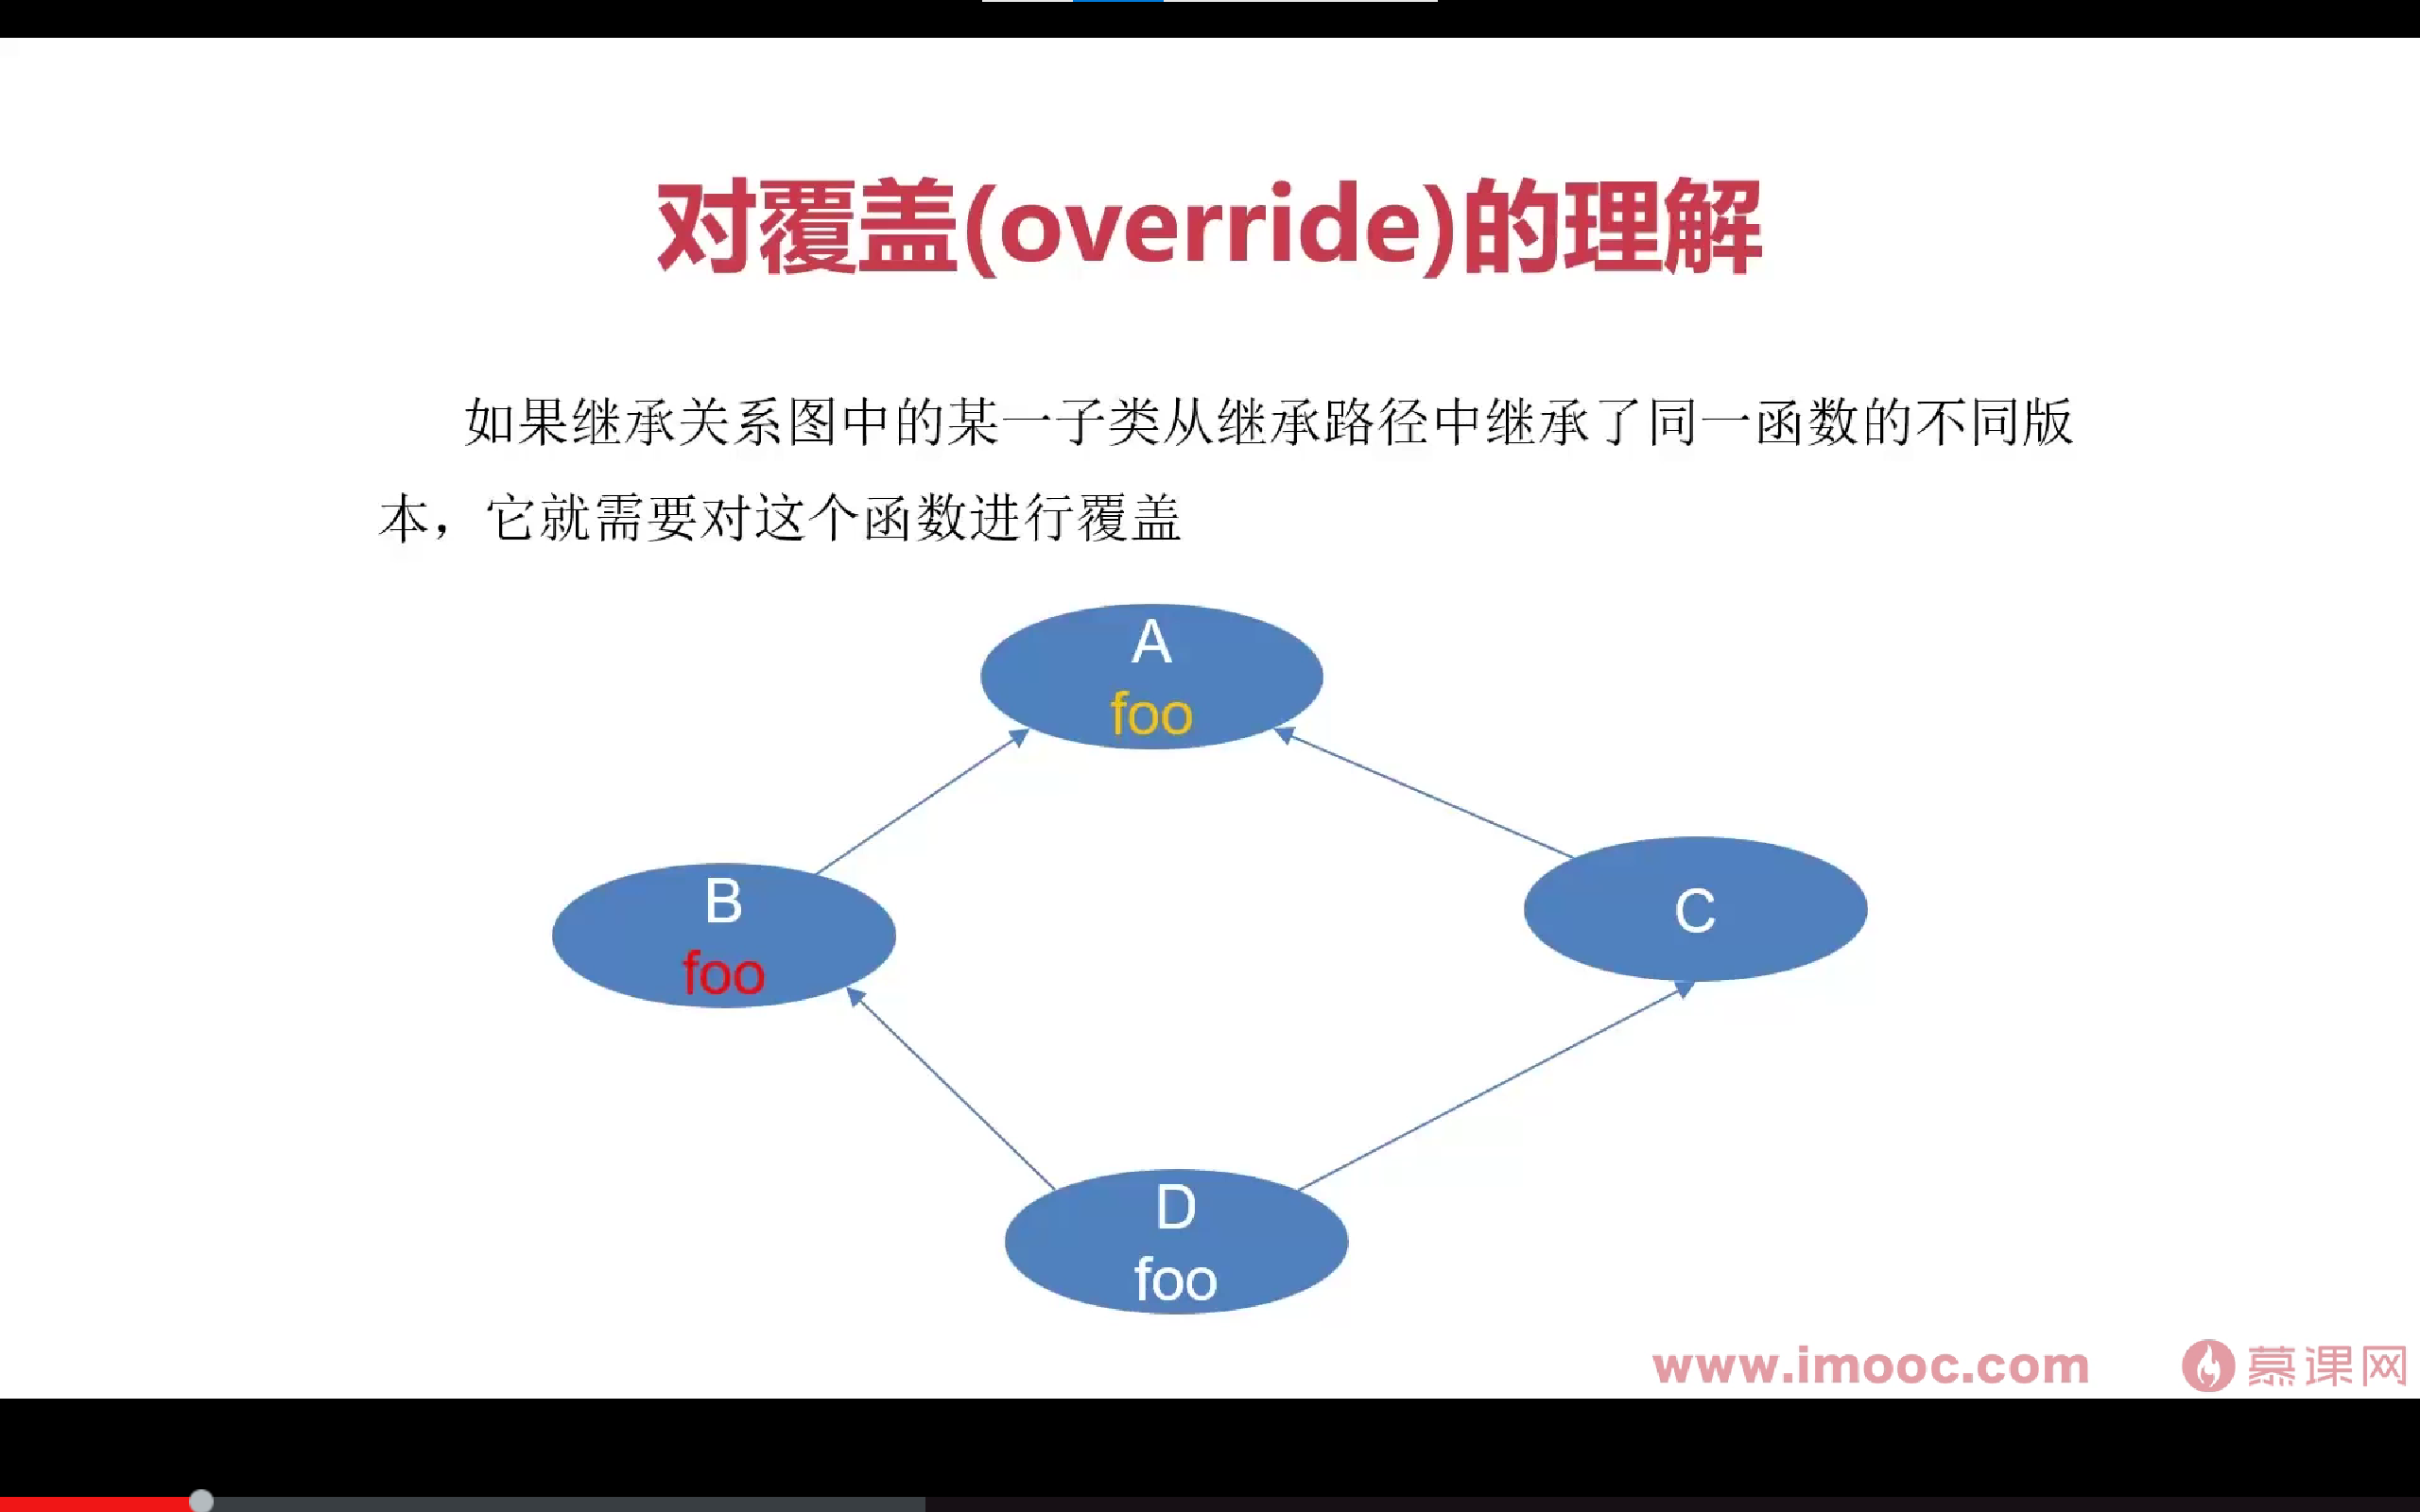 对覆盖(override)的理解
如果继承关系图中的某一子类从继承路径中继承了同一函数的不同版
本，它就需要对这个函数进行覆盖
A
foo
B
foo
C
D
foo
www.imooc.com 慕课网